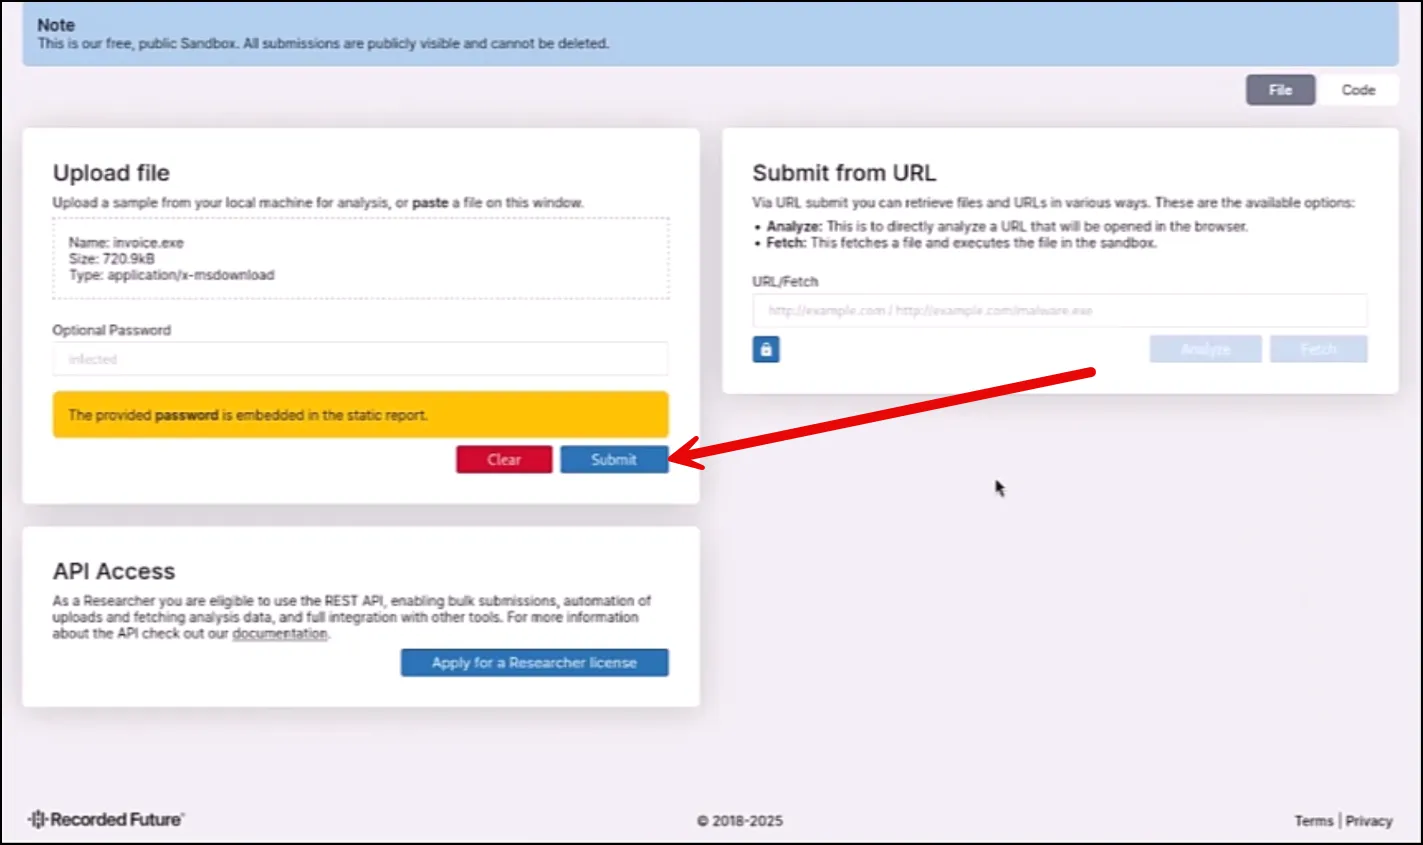 Note
This is our free, public Sandbox. All submissions are publicly visible and cannot be deleted.
File
Code
Upload file
Upload a sample from your local machine for analysis, or paste a file on this window.
Name: invoice.exe
Size: 720.9kB
Type: application/x-msdownload
Optional Password
infected
The provided password is embedded in the static report.
Clear
Submit
Submit from URL
Via URL submit you can retrieve files and URLs in various ways. These are the available options:
• Analyze: This is to directly analyze a URL that will be opened in the browser.
• Fetch: This fetches a file and executes the file in the sandbox.
URL/Fetch
http://example.com / http://example.com/malware.exe
Analyze
Fetch
API Access
As a Researcher you are eligible to use the REST API, enabling bulk submissions, automation of
uploads and fetching analysis data, and full integration with other tools. For more information
about the API check out our documentation.
Apply for a Researcher license
Recorded Future
© 2018-2025
Terms | Privacy